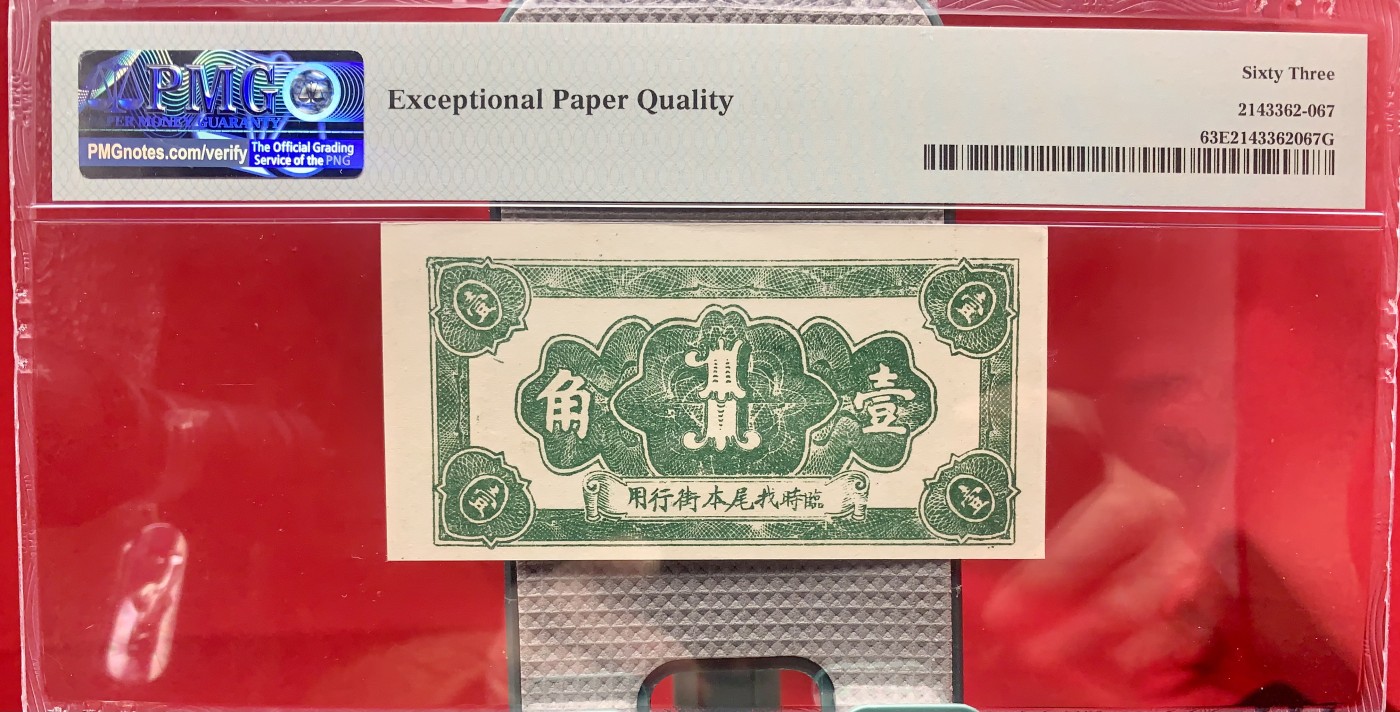 PMG
PAPER MONEY GUARANTY
PMGnotes.com/verify
The Official Grading
Service of the PNG
Exceptional Paper Quality
Sixty Three
2143362-067
63E2143362067G
壹
壹
角
1
壹
用行街本尾找時臨
壹
壹